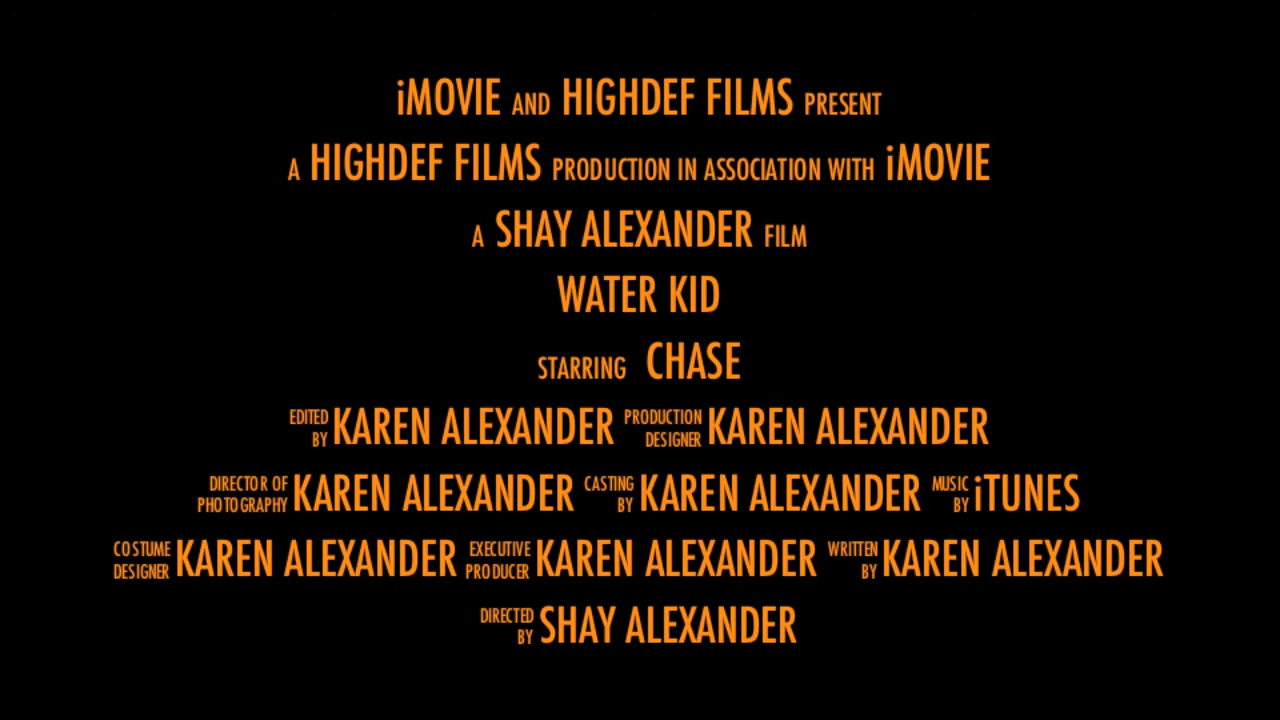 iMOVIE AND HIGHDEF FILMS PRESENT
A HIGHDEF FILMS PRODUCTION IN ASSOCIATION WITH iMOVIE
A SHAY ALEXANDER FILM
WATER KID
STARRING CHASE
EDITED BY KAREN ALEXANDER PRODUCTION DESIGNER KAREN ALEXANDER
DIRECTOR OF PHOTOGRAPHY KAREN ALEXANDER CASTING BY KAREN ALEXANDER MUSIC BY iTUNES
COSTUME DESIGNER KAREN ALEXANDER EXECUTIVE PRODUCER KAREN ALEXANDER WRITTEN BY KAREN ALEXANDER
DIRECTED BY SHAY ALEXANDER